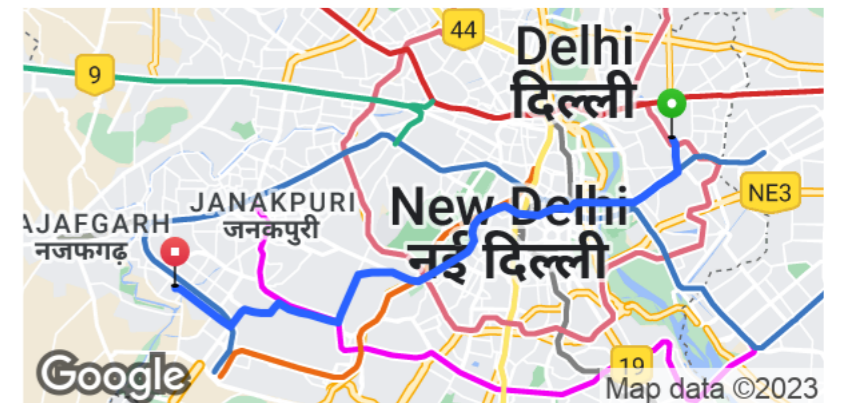 44
Delhi
दिल्ली
9
NE3
JANAKPURI
जनकपुरी
AJAFGARH
नजफगढ़
New Delhi
नई दिल्ली
19
Google
Map data ©2023